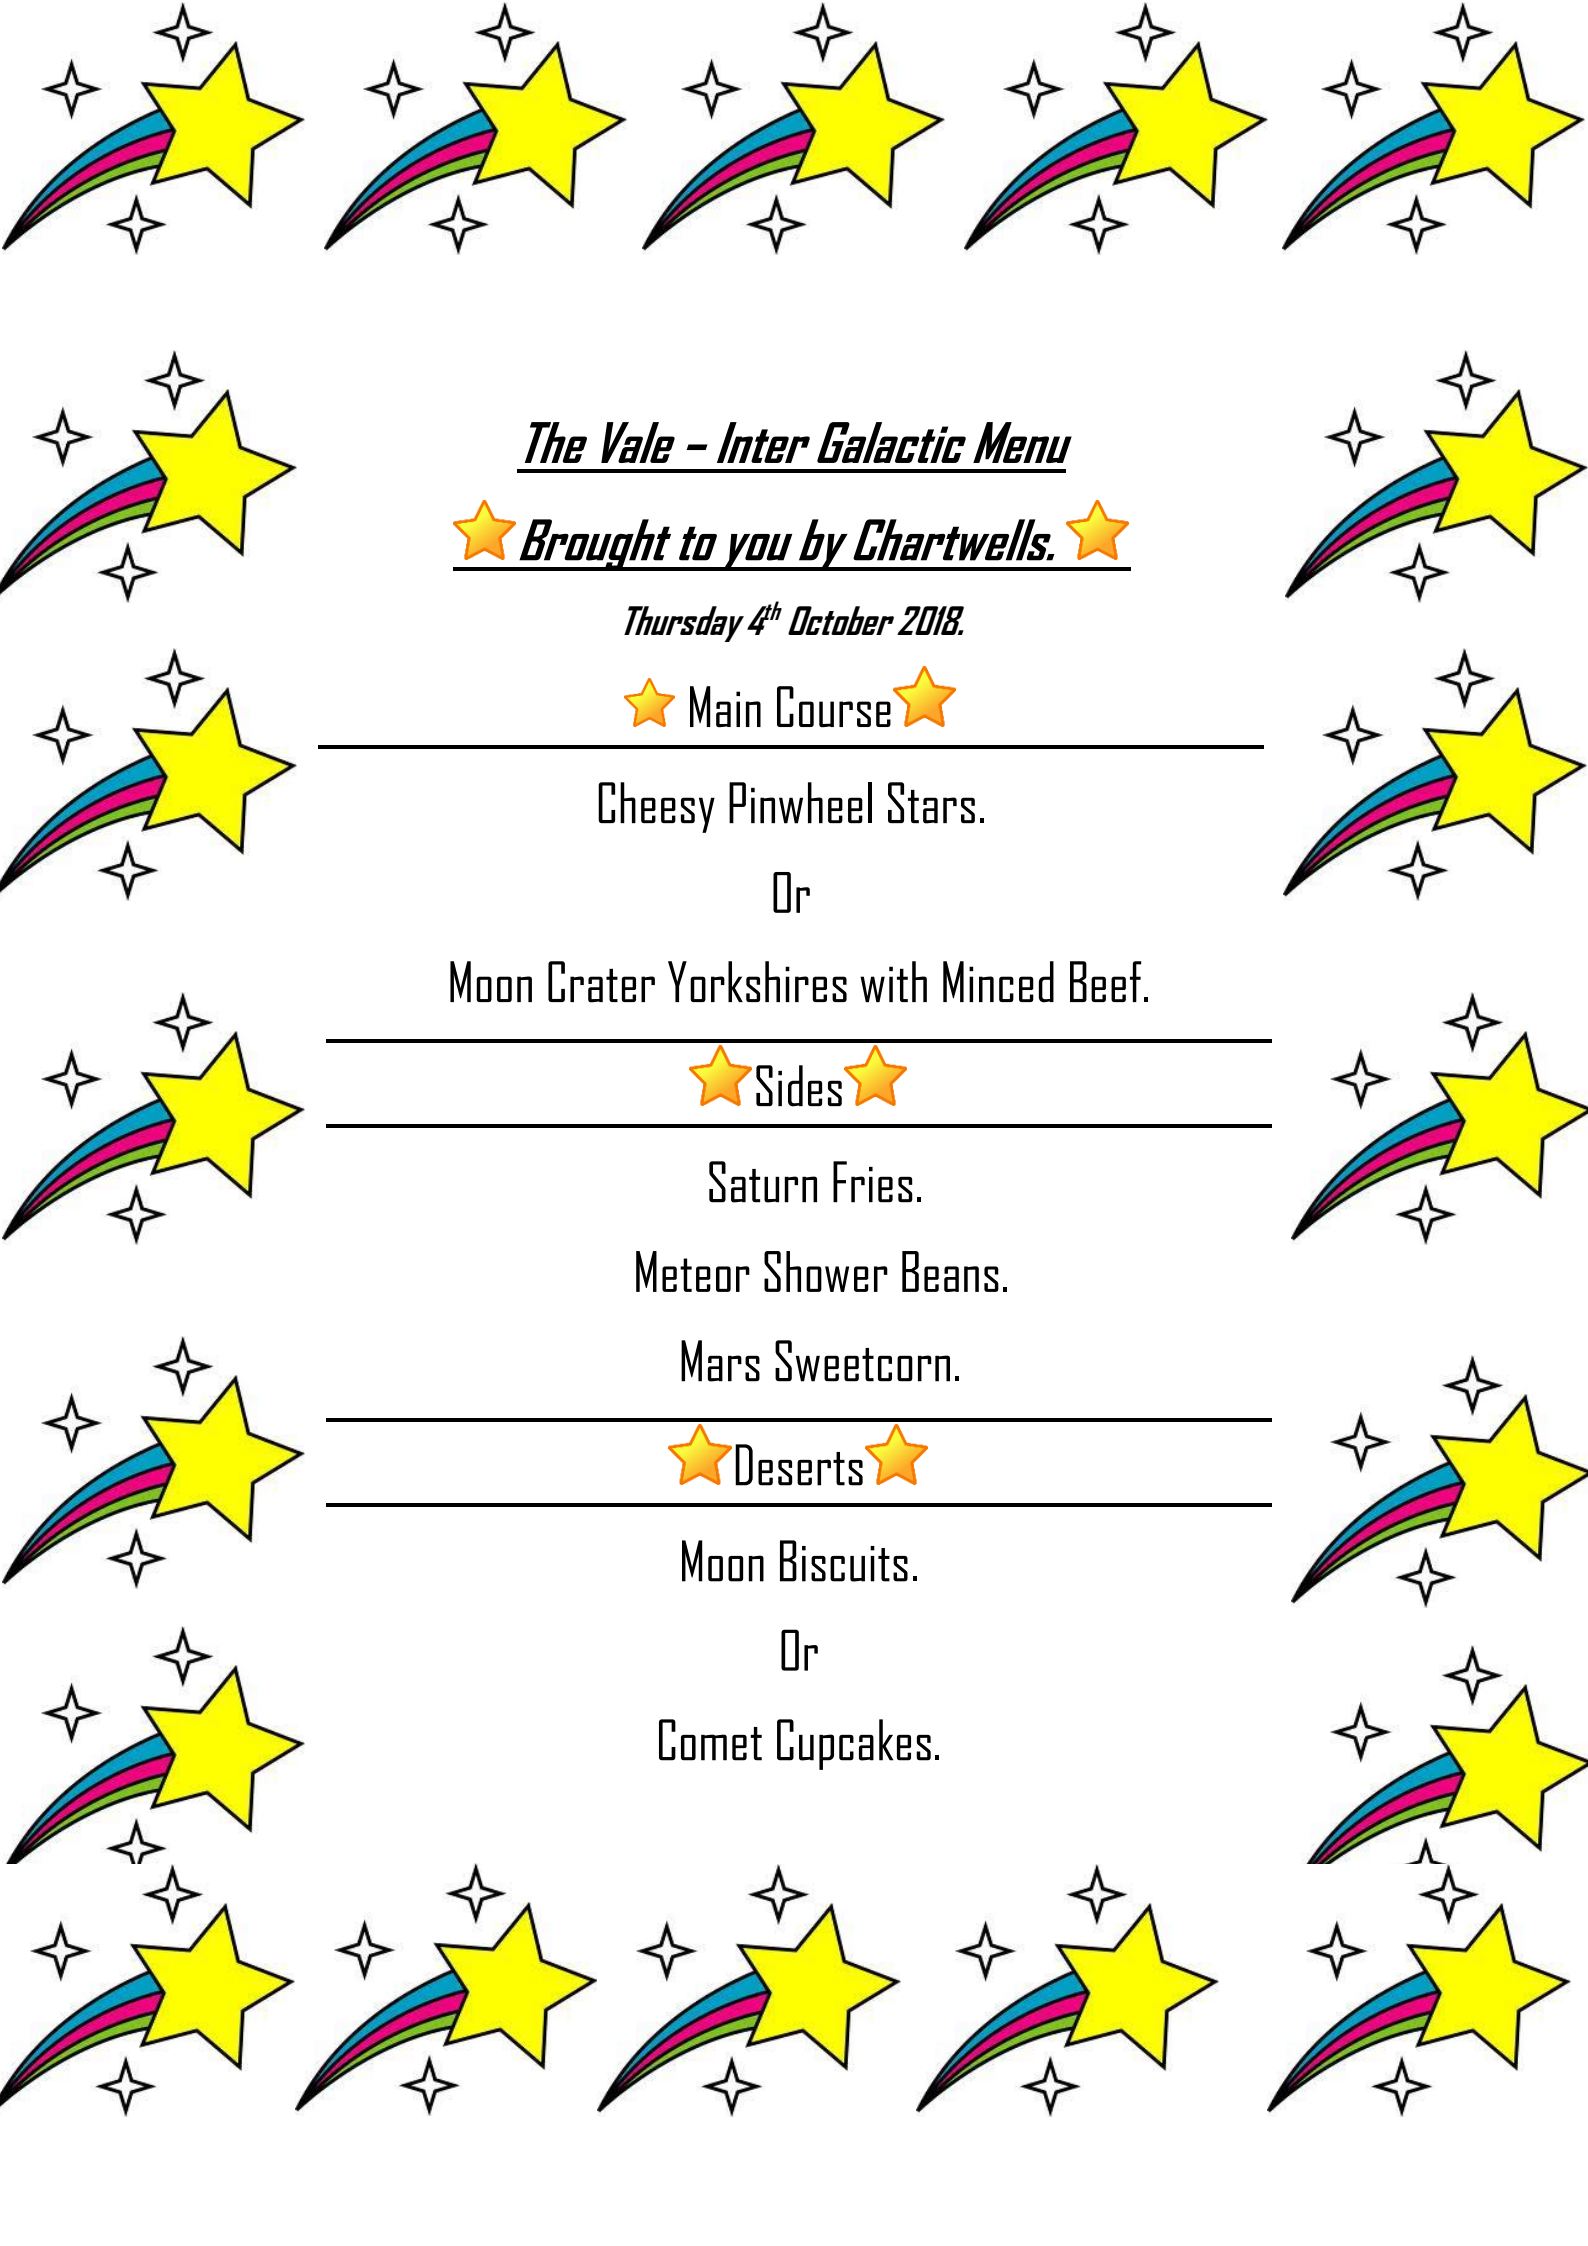 The Vale – Inter Galactic Menu
Brought to you by Chartwells.
Thursday 4th October 2018.
Main Course
Cheesy Pinwheel Stars.
Or
Moon Crater Yorkshires with Minced Beef.
Sides
Saturn Fries.
Meteor Shower Beans.
Mars Sweetcorn.
Deserts
Moon Biscuits.
Or
Comet Cupcakes.